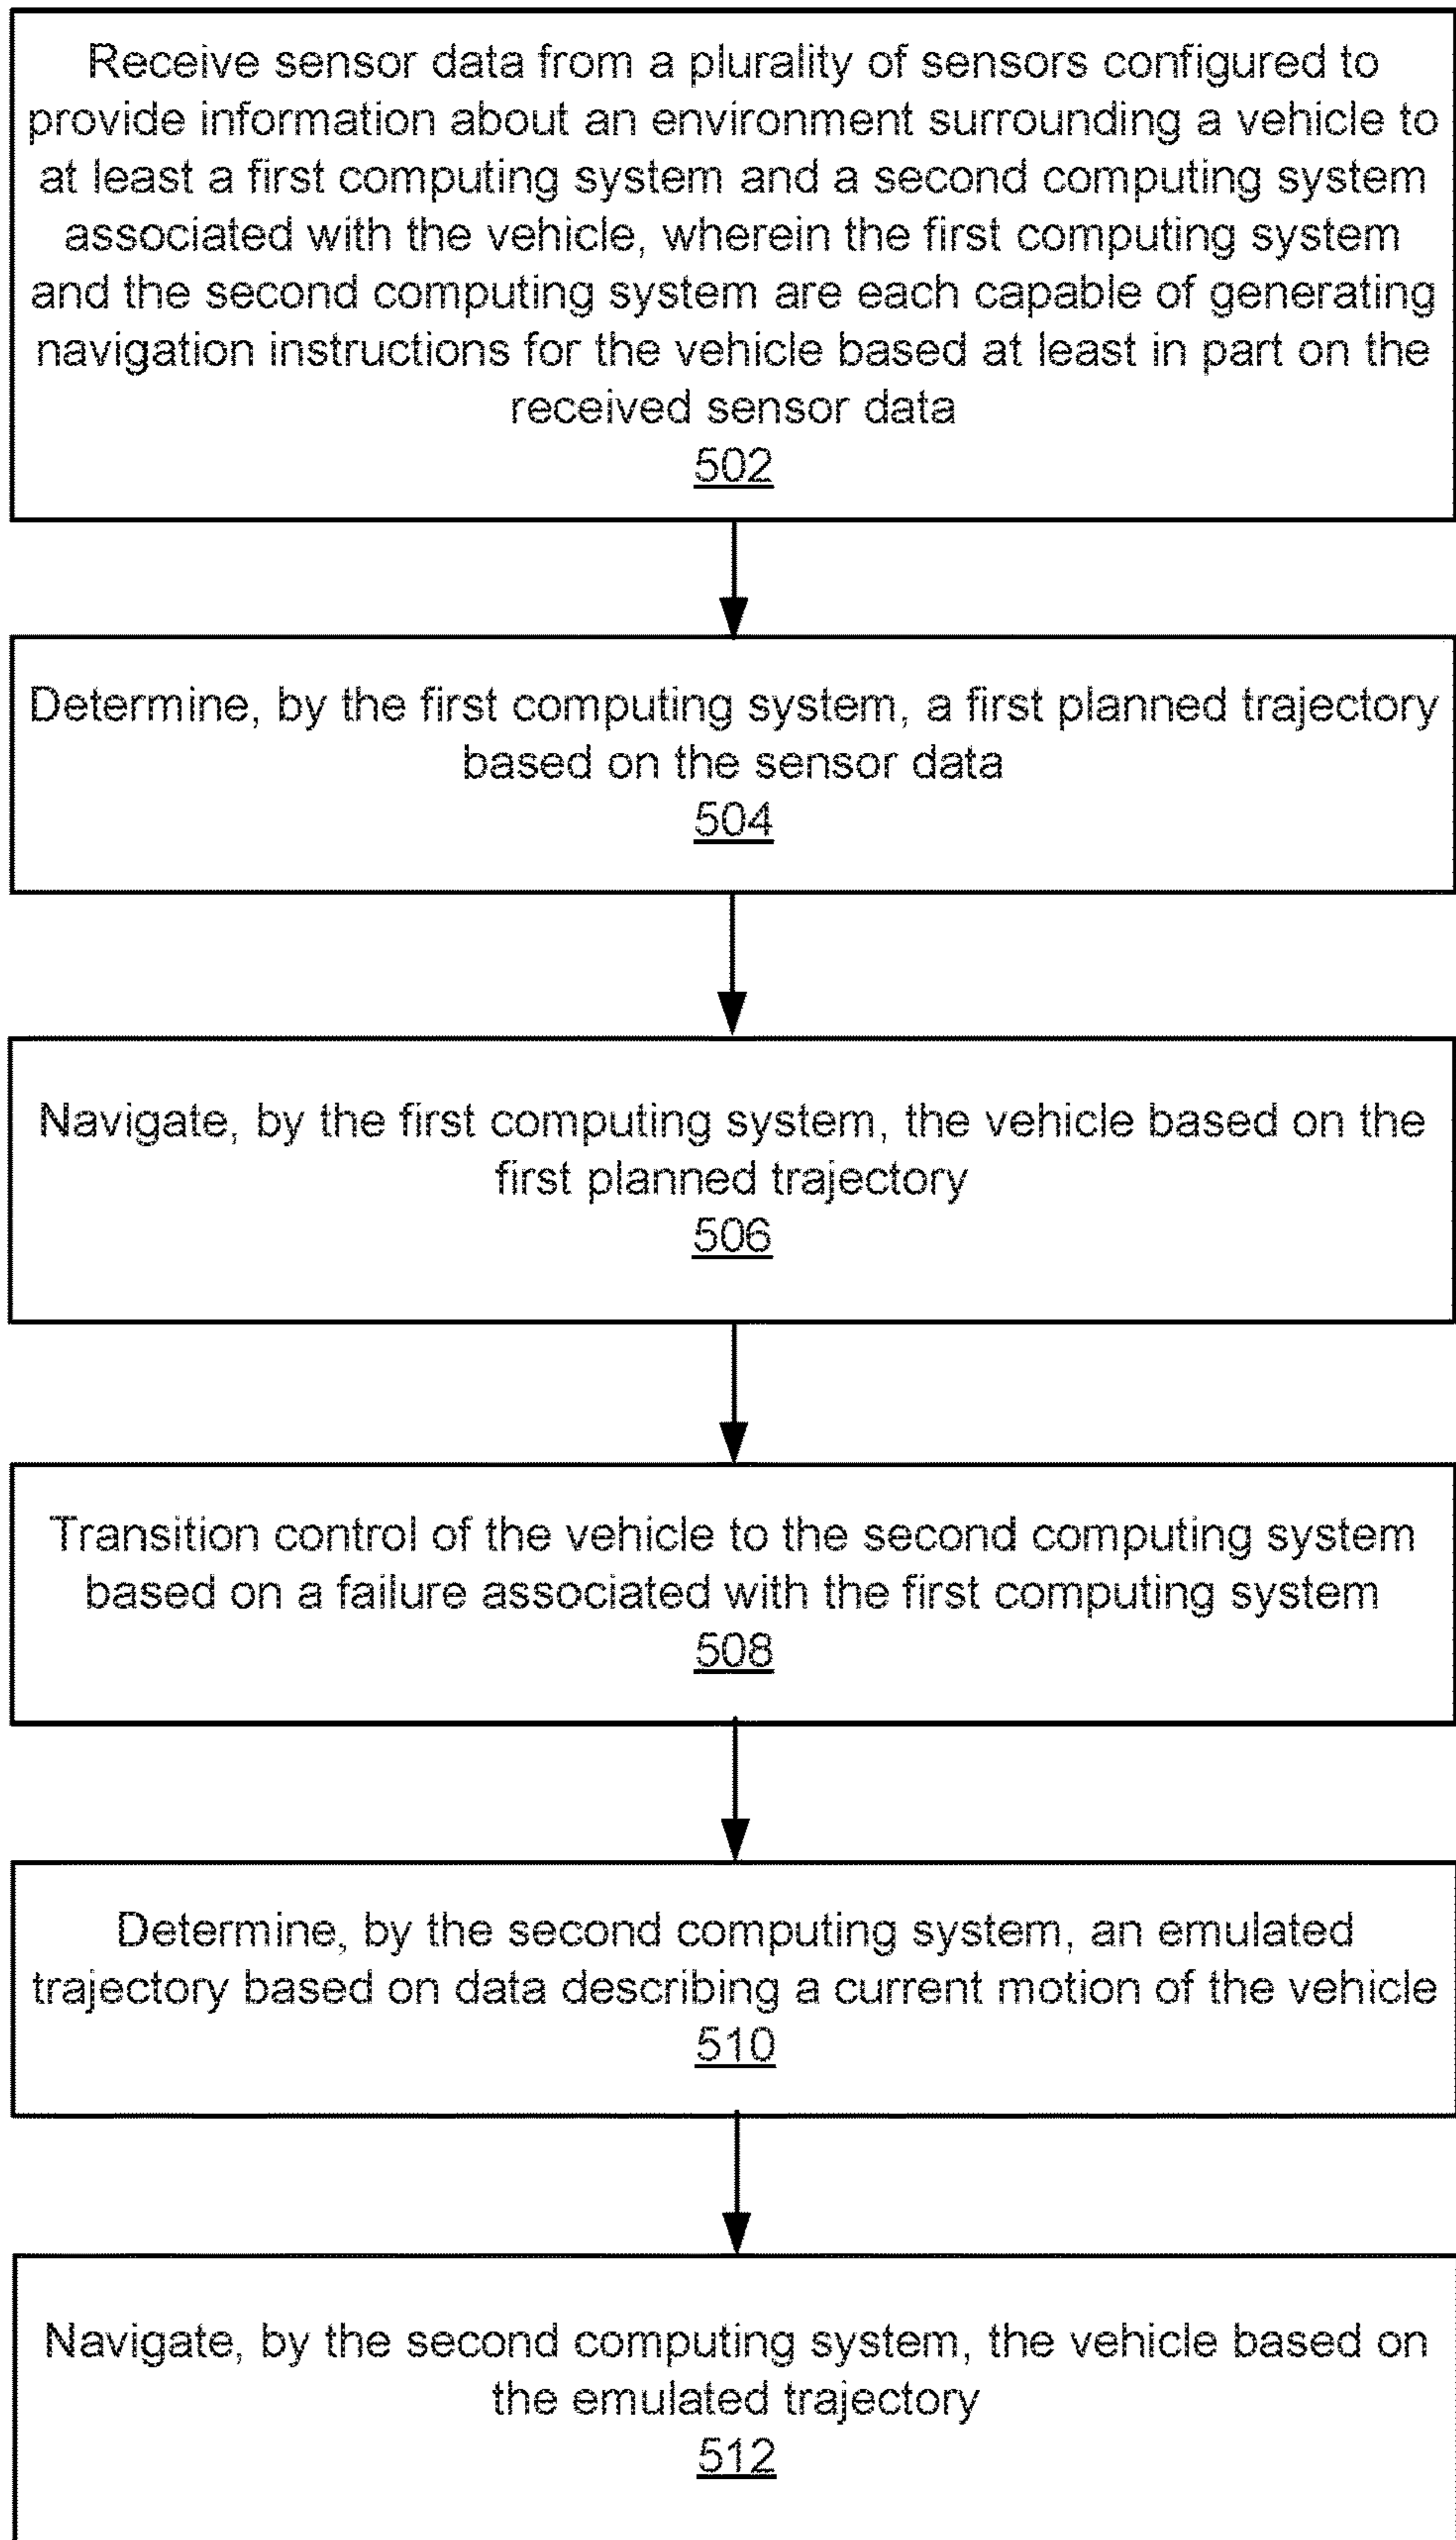 Receive sensor data from a plurality of sensors configured to
provide information about an environment surrounding a vehicle to
at least a first computing system and a second computing system
associated with the vehicle, wherein the first computing system
and the second computing system are each capable of generating
navigation instructions for the vehicle based at least in part on the
received sensor data
502
Determine, by the first computing system, a first planned trajectory
based on the sensor data
504
Navigate, by the first computing system, the vehicle based on the
first planned trajectory
506
Transition control of the vehicle to the second computing system
based on a failure associated with the first computing system
508
Determine, by the second computing system, an emulated
trajectory based on data describing a current motion of the vehicle
510
Navigate, by the second computing system, the vehicle based on
the emulated trajectory
512